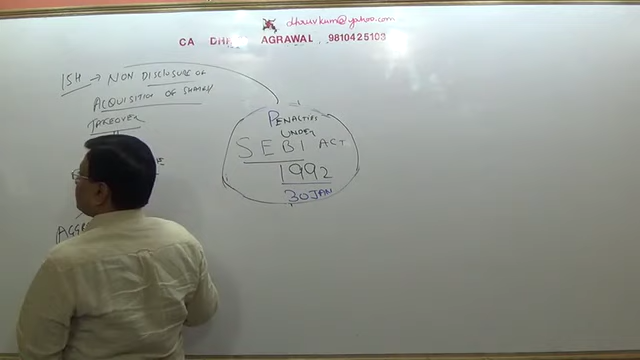 dhruvkum@yahoo.com
CA DHRUV AGRAWAL 9810425103
15H → NON DISCLOSURE OF
ACQUISITION OF SHARES/
TAKEOVER
PENALTIES
UNDER
SEBI ACT
1992
30 JAN